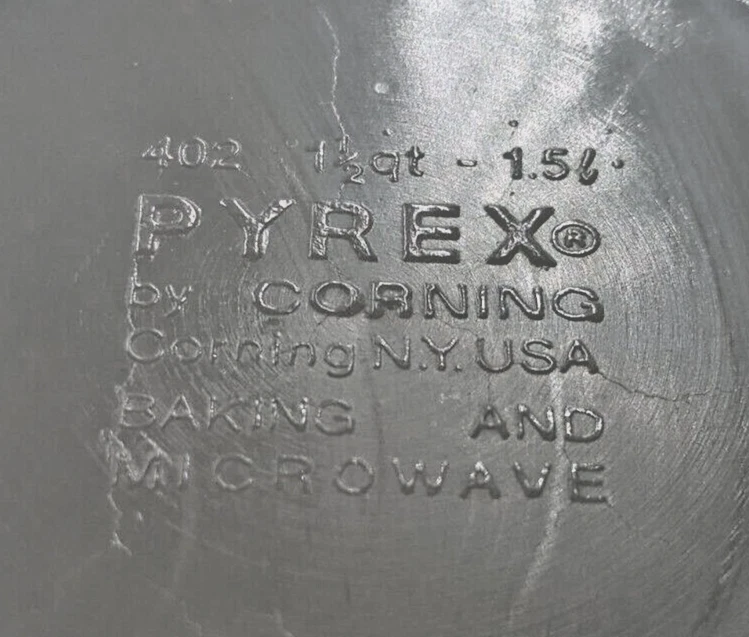 402 1½qt - 1.5ℓ
PYREX®
by CORNING
Corning N.Y. USA
BAKING AND
MICROWAVE